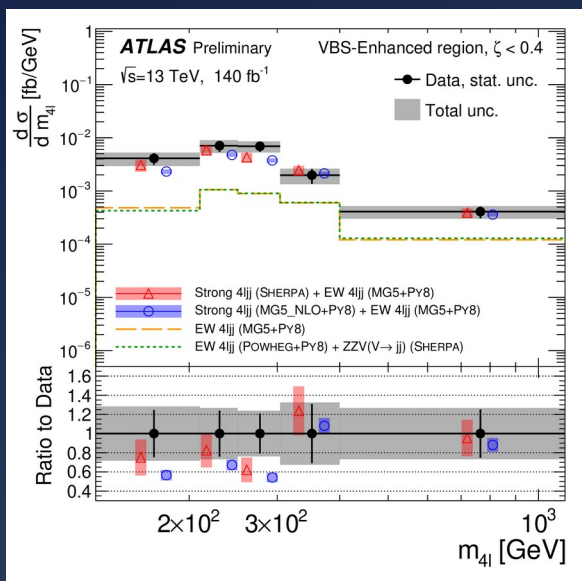 ATLAS Preliminary
√s=13 TeV, 140 fb⁻¹
VBS-Enhanced region, ζ < 0.4
Data, stat. unc.
Total unc.
d σ / d m4l [fb/GeV]
1
10⁻¹
10⁻²
10⁻³
10⁻⁴
10⁻⁵
10⁻⁶
Strong 4ljj (SHERPA) + EW 4ljj (MG5+PY8)
Strong 4ljj (MG5_NLO+PY8) + EW 4ljj (MG5+PY8)
EW 4ljj (MG5+PY8)
EW 4ljj (POWHEG+PY8) + ZZV(V→ jj) (SHERPA)
Ratio to Data
1.6
1.4
1.2
1
0.8
0.6
0.4
2×10² 3×10² 10³
m4l [GeV]